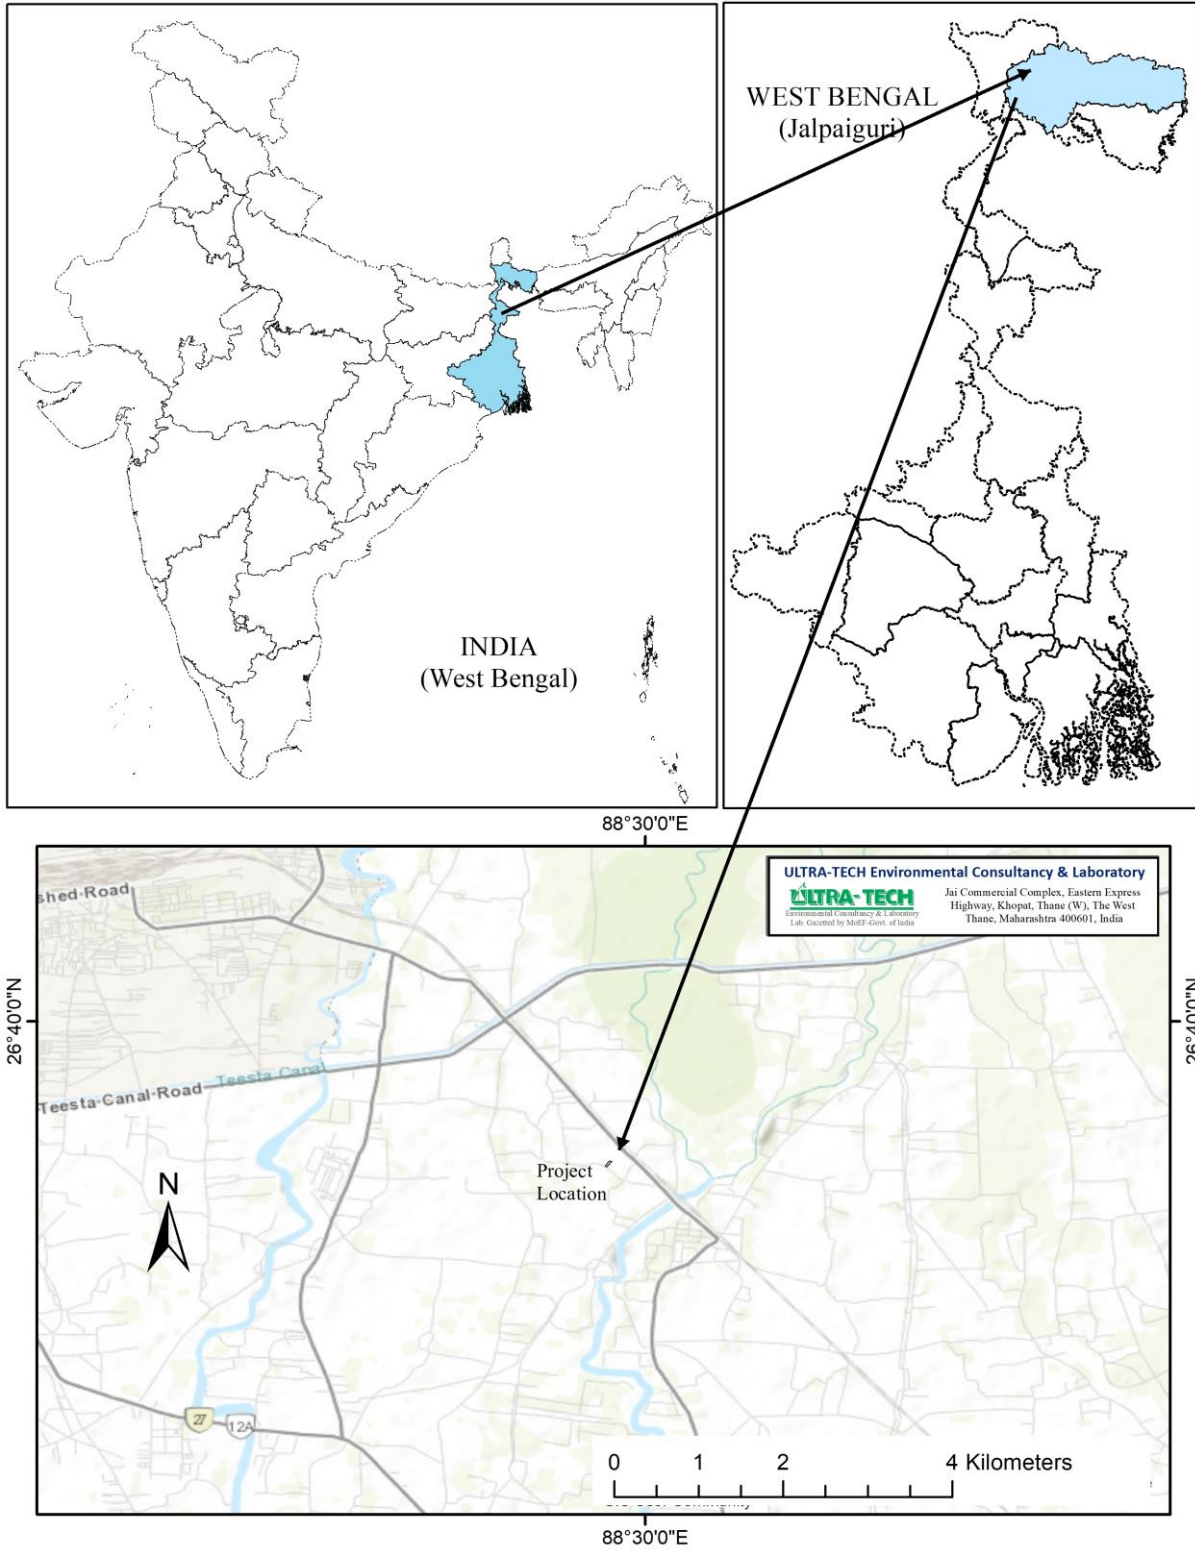 WEST BENGAL
(Jalpaiguri)
INDIA
(West Bengal)
88°30'0"E
shed-Road
ULTRA-TECH Environmental Consultancy & Laboratory
ULTRA-TECH
Environmental Consultancy & Laboratory
Lab. Gazetted by MoEF-Govt. of India
Jai Commercial Complex, Eastern Express
Highway, Khopat, Thane (W), The West
Thane, Maharashtra 400601, India
26°40'0"N
26°40'0"N
Teesta Canal
Teesta-Canal-Road
Project
Location
N
27
12A
0 1 2 4 Kilometers
88°30'0"E